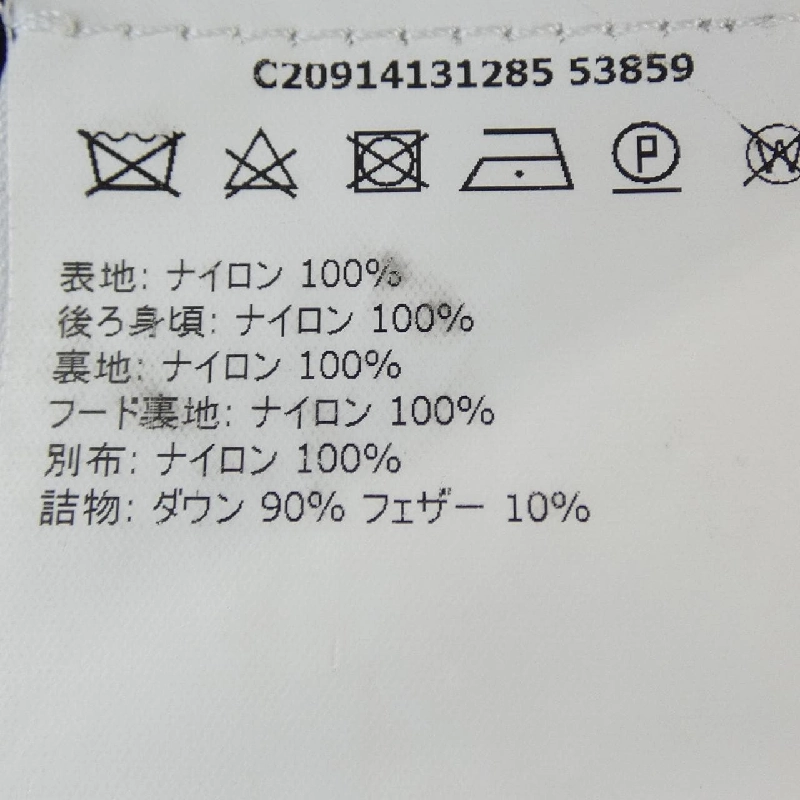 C20914131285 53859
P W
表地: ナイロン 100%
後ろ身頃: ナイロン 100%
裏地: ナイロン 100%
フード裏地: ナイロン 100%
別布: ナイロン 100%
詰物: ダウン 90% フェザー 10%